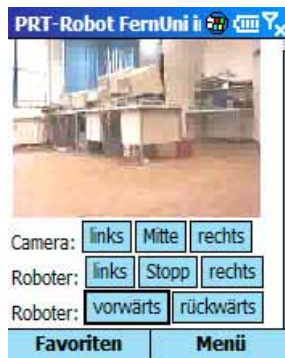 PRT-Robot FernUni i
Camera: links Mitte rechts
Roboter: links Stopp rechts
Roboter: vorwärts rückwärts
Favoriten Menü